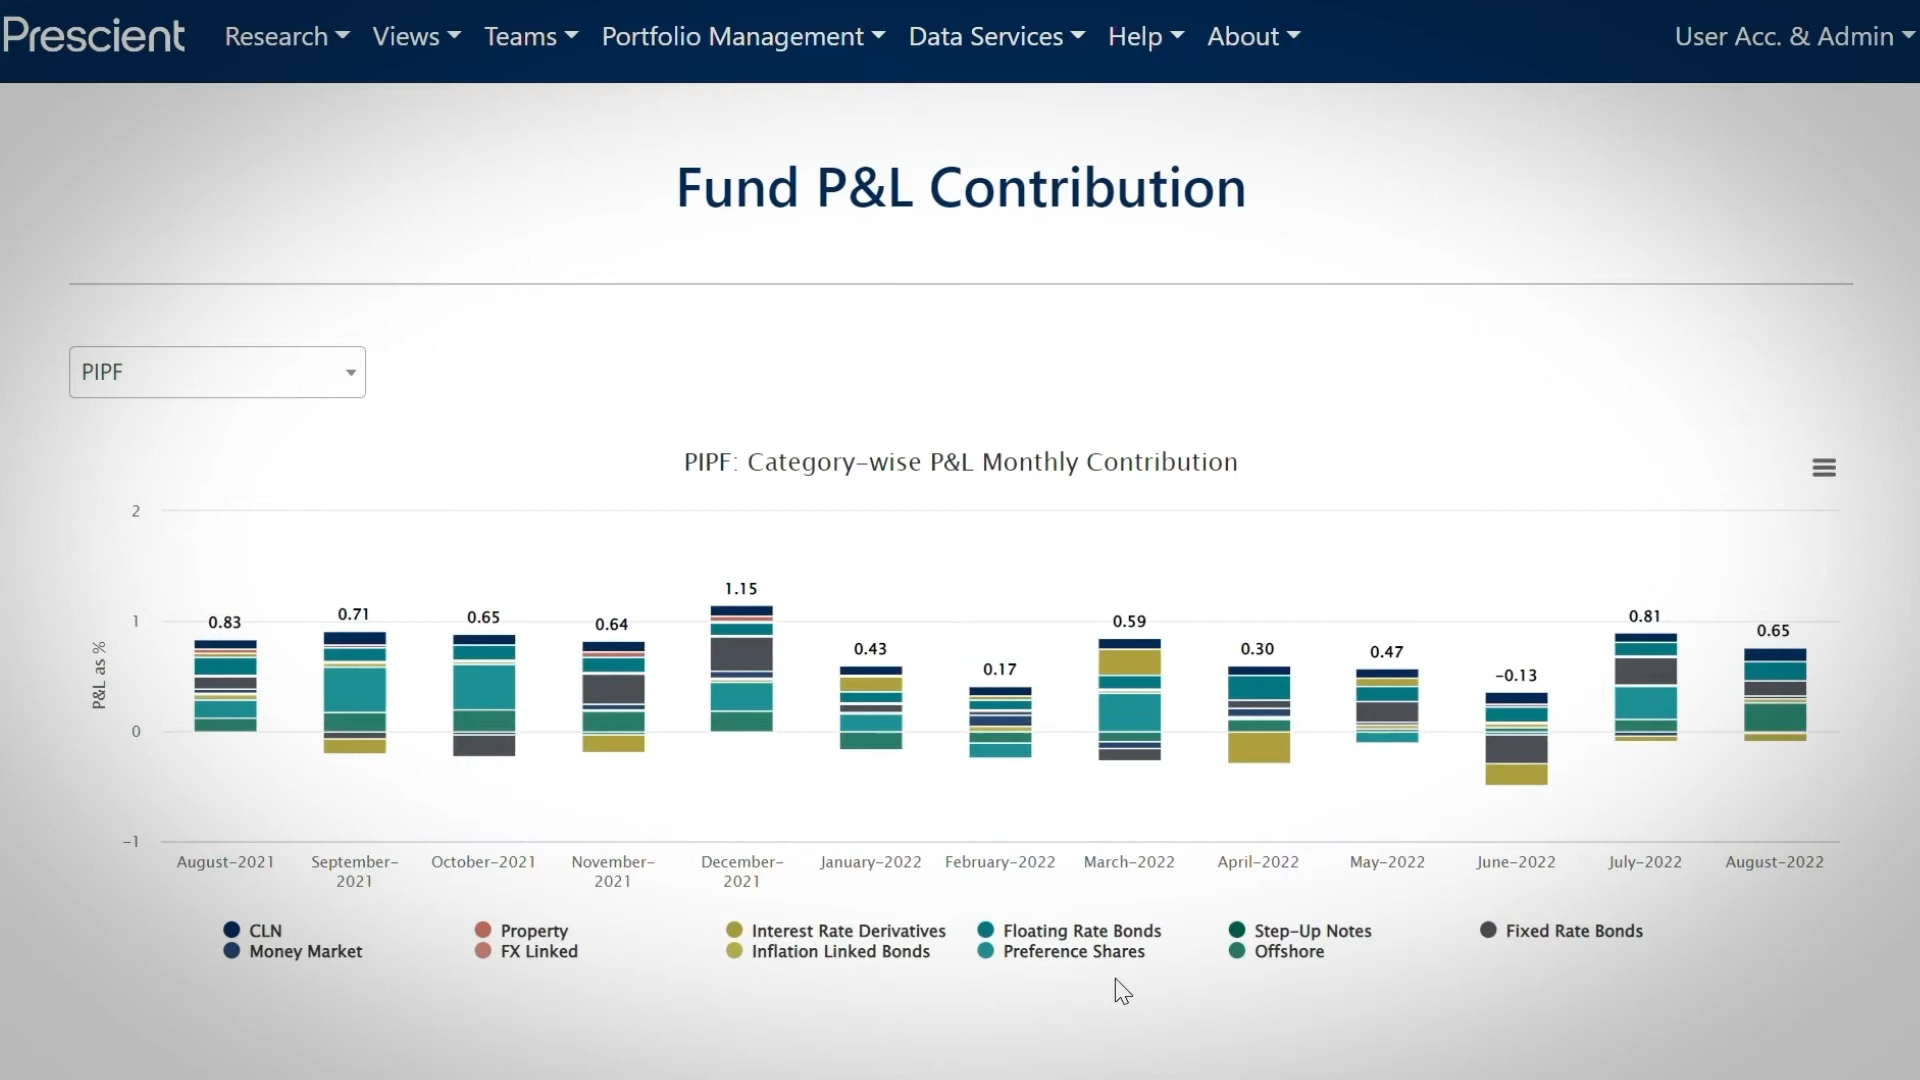 Prescient Research Views Teams Portfolio Management Data Services Help About User Acc. & Admin
Fund P&L Contribution
PIPF
PIPF: Category-wise P&L Monthly Contribution
2
1
0
-1
P&L as %
0.83
0.71
0.65
0.64
1.15
0.43
0.17
0.59
0.30
0.47
-0.13
0.81
0.65
August-2021
September-
2021
October-2021
November-
2021
December-
2021
January-2022
February-2022
March-2022
April-2022
May-2022
June-2022
July-2022
August-2022
CLN Property Interest Rate Derivatives Floating Rate Bonds Step-Up Notes Fixed Rate Bonds
Money Market FX Linked Inflation Linked Bonds Preference Shares Offshore